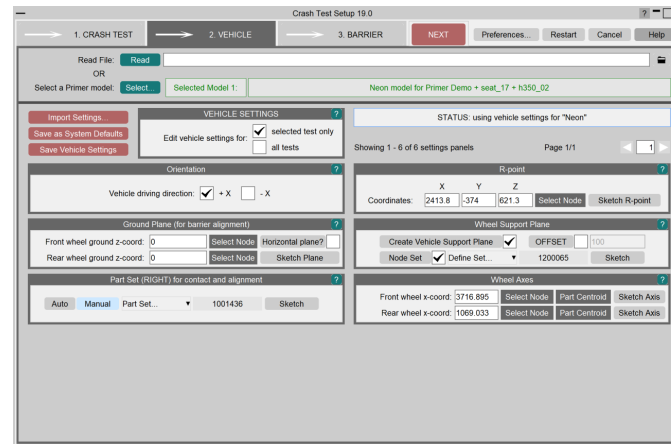 Crash Test Setup 19.0
?
1. CRASH TEST
2. VEHICLE
3. BARRIER
NEXT
Preferences...
Restart
Cancel
Help
Read File:
Read
OR
Select a Primer model:
Select...
Selected Model 1:
Neon model for Primer Demo + seat_17 + h350_02
Import Settings...
Save as System Defaults
Save Vehicle Settings
VEHICLE SETTINGS
?
Edit vehicle settings for:
selected test only
all tests
STATUS: using vehicle settings for "Neon"
Showing 1 - 6 of 6 settings panels
Page 1/1
1
Orientation
?
Vehicle driving direction:
+ X
- X
R-point
?
X Y Z
Coordinates: 2413.8 -374 621.3
Select Node
Sketch R-point
Ground Plane (for barrier alignment)
?
Front wheel ground z-coord: 0
Select Node
Horizontal plane?
Rear wheel ground z-coord: 0
Select Node
Sketch Plane
Wheel Support Plane
?
Create Vehicle Support Plane
OFFSET
100
Node Set
Define Set...
1200065
Sketch
Part Set (RIGHT) for contact and alignment
?
Auto
Manual
Part Set...
1001436
Sketch
Wheel Axes
?
Front wheel x-coord: 3716.895
Select Node
Part Centroid
Sketch Axis
Rear wheel x-coord: 1069.033
Select Node
Part Centroid
Sketch Axis